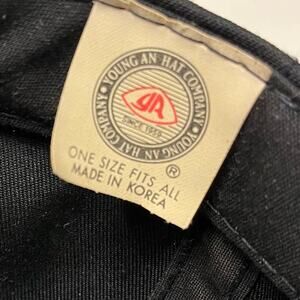 YOUNG AN HAT COMPANY • YOUNG AN HAT COMPANY •
YA
SINCE 1959
®
ONE SIZE FITS ALL
MADE IN KOREA